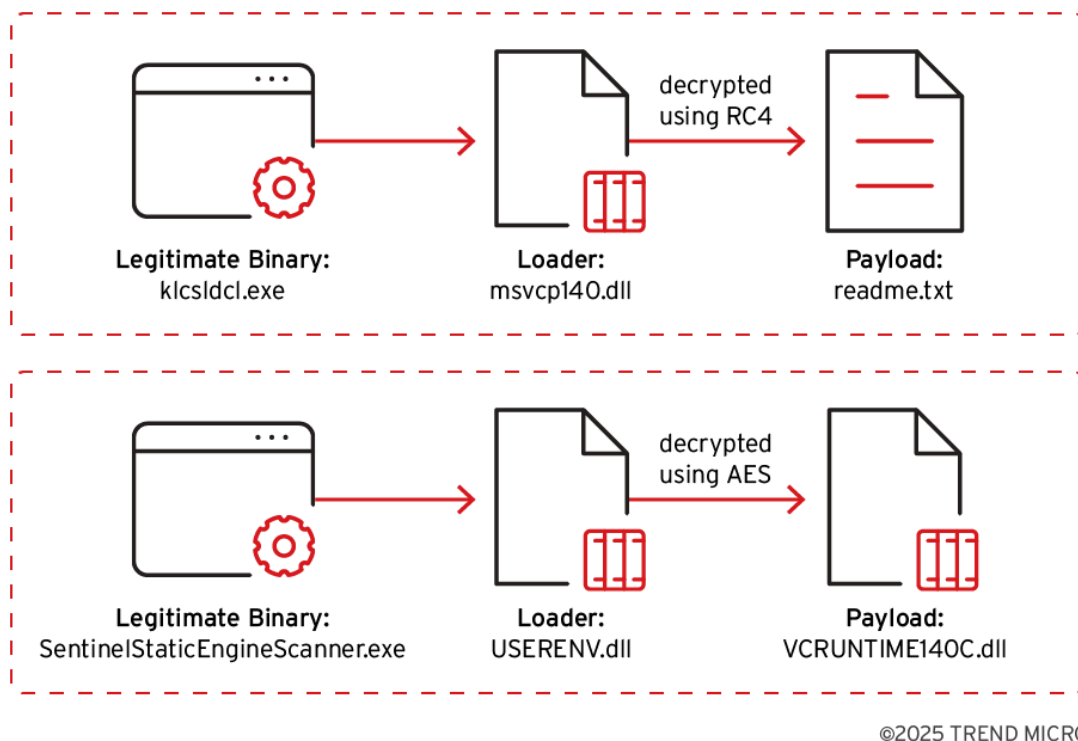 decrypted
using RC4
Legitimate Binary:
klcsldcl.exe
Loader:
msvcp140.dll
Payload:
readme.txt
decrypted
using AES
Legitimate Binary:
SentinelStaticEngineScanner.exe
Loader:
USERENV.dll
Payload:
VCRUNTIME140C.dll
©2025 TREND MICRO